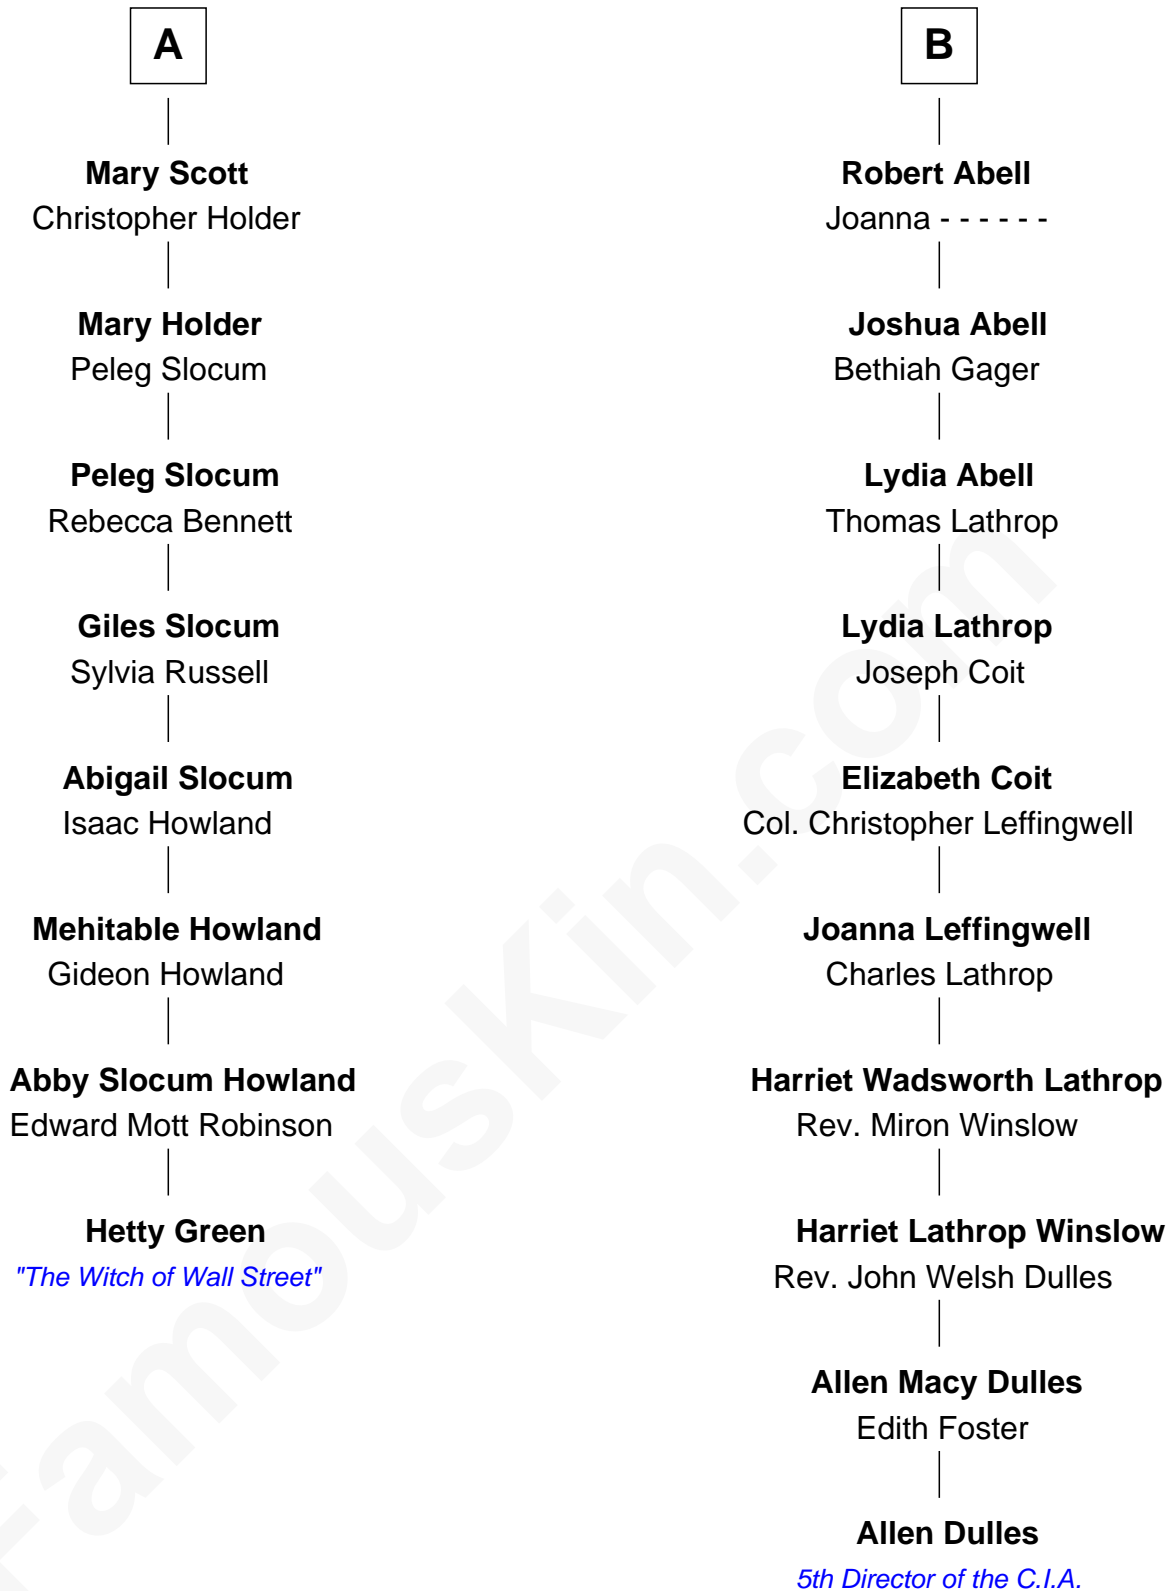 A
Mary Scott
Christopher Holder
Mary Holder
Peleg Slocum
Peleg Slocum
Rebecca Bennett
Giles Slocum
Sylvia Russell
Abigail Slocum
Isaac Howland
Mehitable Howland
Gideon Howland
Abby Slocum Howland
Edward Mott Robinson
Hetty Green
"The Witch of Wall Street"
B
Robert Abell
Joanna - - - - - -
Joshua Abell
Bethiah Gager
Lydia Abell
Thomas Lathrop
Lydia Lathrop
Joseph Coit
Elizabeth Coit
Col. Christopher Leffingwell
Joanna Leffingwell
Charles Lathrop
Harriet Wadsworth Lathrop
Rev. Miron Winslow
Harriet Lathrop Winslow
Rev. John Welsh Dulles
Allen Macy Dulles
Edith Foster
Allen Dulles
5th Director of the C.I.A.
FamousKin.com